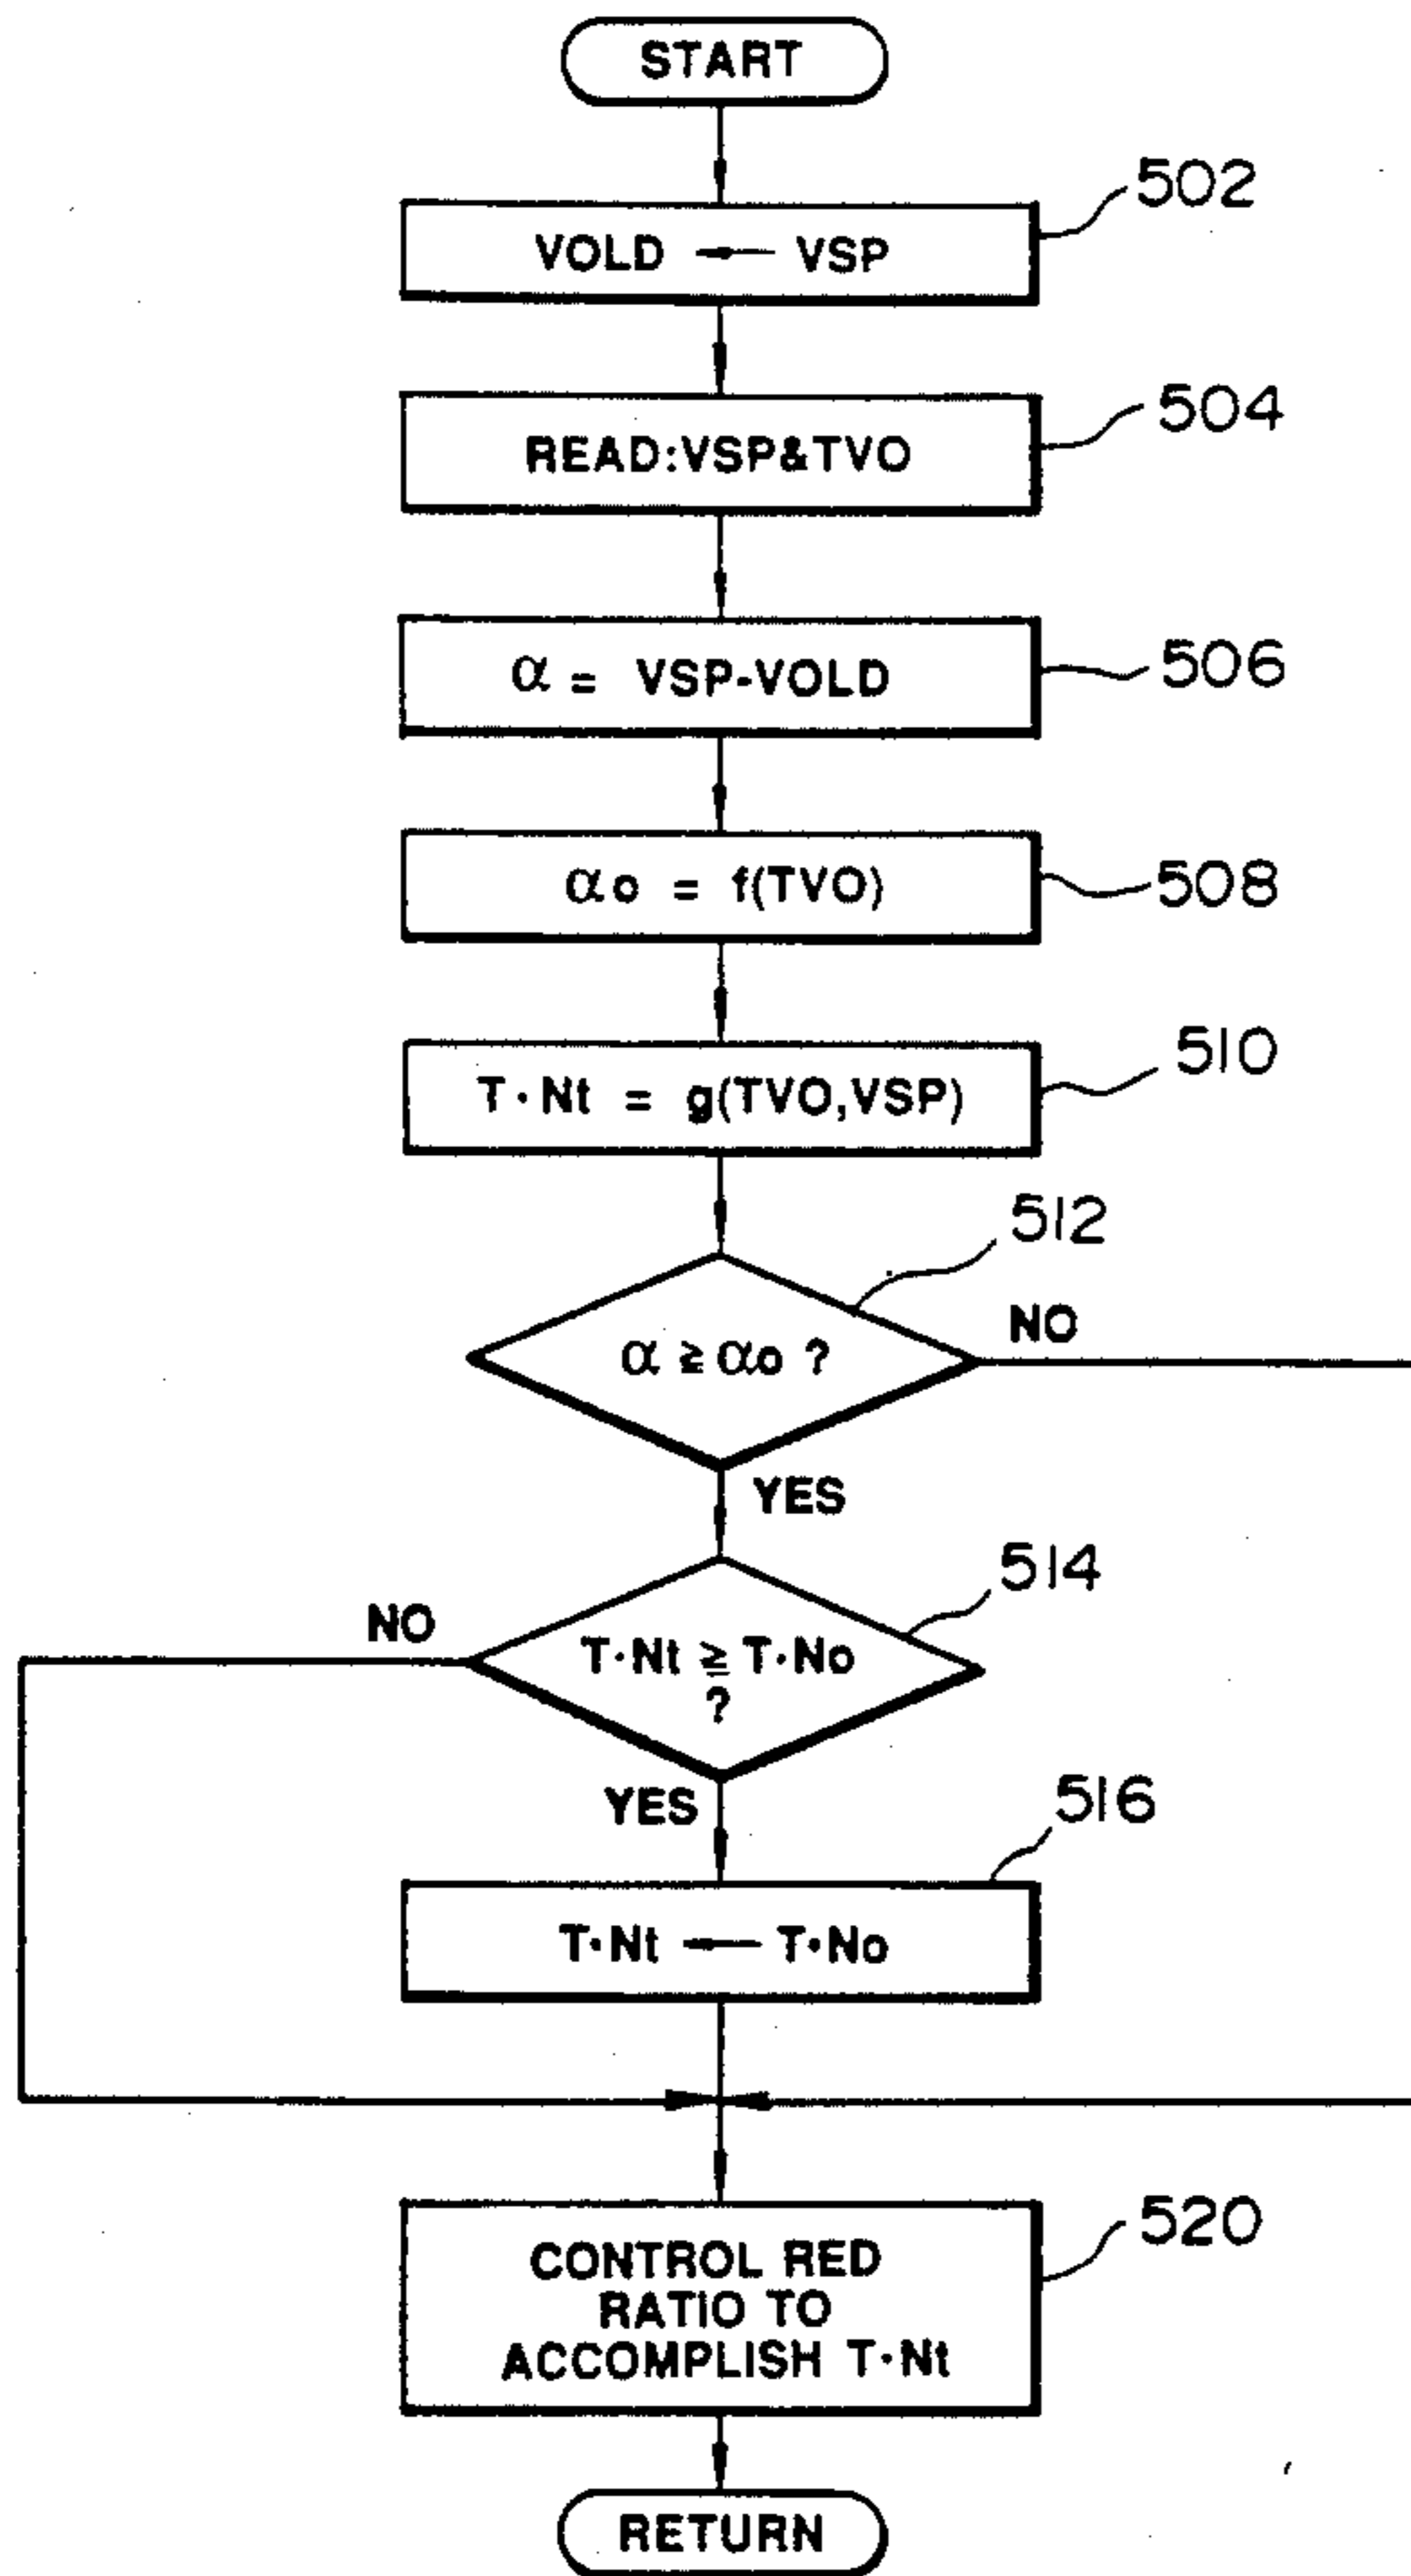 START
502
VOLD ← VSP
504
READ:VSP&TVO
506
α = VSP-VOLD
508
αo = f(TVO)
510
T·Nt = g(TVO,VSP)
512
α ≧ αo ?
NO
YES
514
NO
T·Nt ≧ T·No
?
YES
516
T·Nt ← T·No
520
CONTROL RED
RATIO TO
ACCOMPLISH T·Nt
RETURN